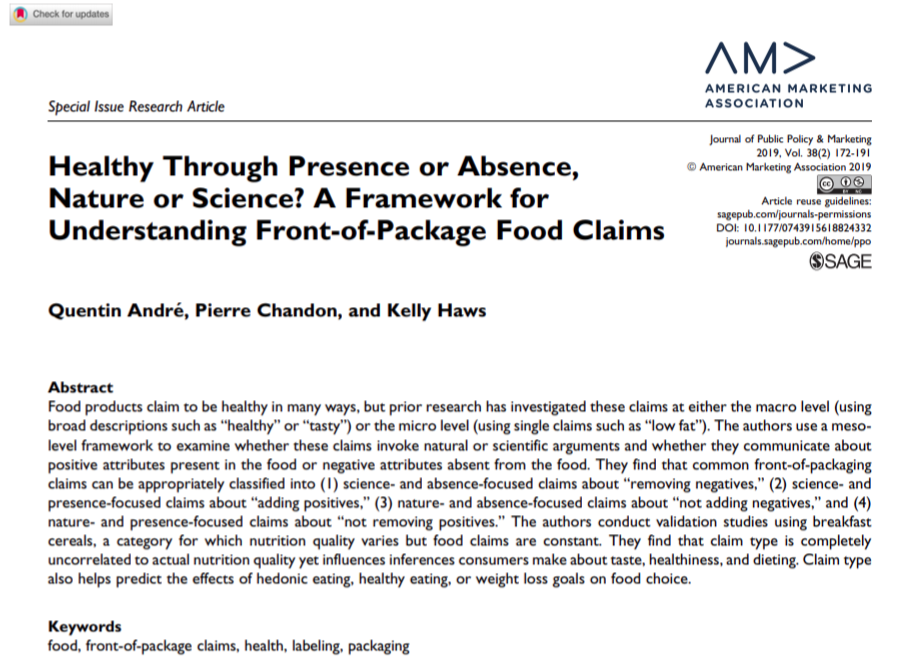 Check for updates
AMERICAN MARKETING
ASSOCIATION
Special Issue Research Article
Journal of Public Policy & Marketing
2019, Vol. 38(2) 172-191
© American Marketing Association 2019
Article reuse guidelines:
sagepub.com/journals-permissions
DOI: 10.1177/0743915618824332
journals.sagepub.com/home/ppo
SAGE
Healthy Through Presence or Absence,
Nature or Science? A Framework for
Understanding Front-of-Package Food Claims
Quentin André, Pierre Chandon, and Kelly Haws
Abstract
Food products claim to be healthy in many ways, but prior research has investigated these claims at either the macro level (using
broad descriptions such as “healthy” or “tasty”) or the micro level (using single claims such as “low fat”). The authors use a meso-
level framework to examine whether these claims invoke natural or scientific arguments and whether they communicate about
positive attributes present in the food or negative attributes absent from the food. They find that common front-of-packaging
claims can be appropriately classified into (1) science- and absence-focused claims about “removing negatives,” (2) science- and
presence-focused claims about “adding positives,” (3) nature- and absence-focused claims about “not adding negatives,” and (4)
nature- and presence-focused claims about “not removing positives.” The authors conduct validation studies using breakfast
cereals, a category for which nutrition quality varies but food claims are constant. They find that claim type is completely
uncorrelated to actual nutrition quality yet influences inferences consumers make about taste, healthiness, and dieting. Claim type
also helps predict the effects of hedonic eating, healthy eating, or weight loss goals on food choice.
Keywords
food, front-of-package claims, health, labeling, packaging